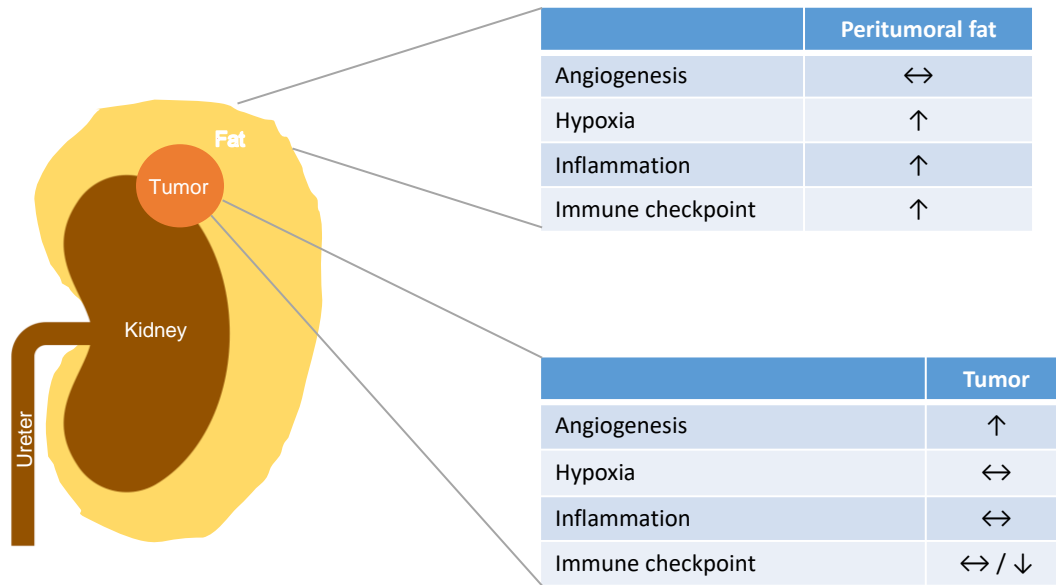 Peritumoral fat
Angiogenesis ↔
Hypoxia ↑
Inflammation ↑
Immune checkpoint ↑
Fat
Tumor
Kidney
Ureter
Tumor
Angiogenesis ↑
Hypoxia ↔
Inflammation ↔
Immune checkpoint ↔ / ↓